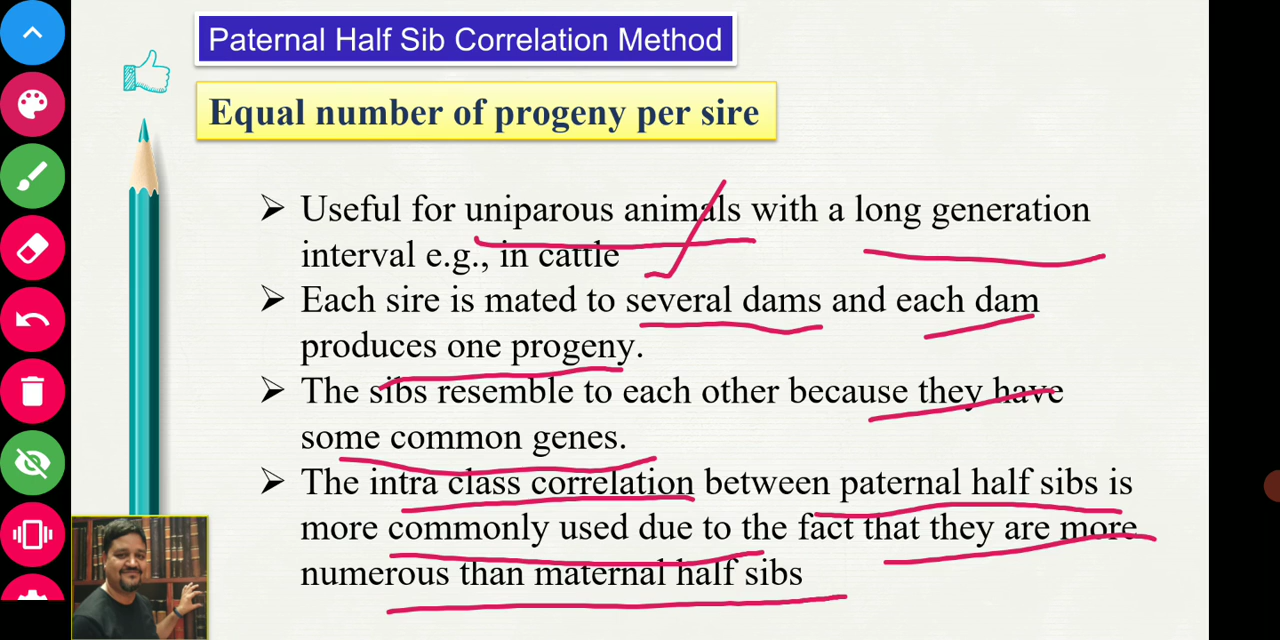 Paternal Half Sib Correlation Method
Equal number of progeny per sire
➢ Useful for uniparous animals with a long generation
interval e.g., in cattle
➢ Each sire is mated to several dams and each dam
produces one progeny.
➢ The sibs resemble to each other because they have
some common genes.
➢ The intra class correlation between paternal half sibs is
more commonly used due to the fact that they are more
numerous than maternal half sibs